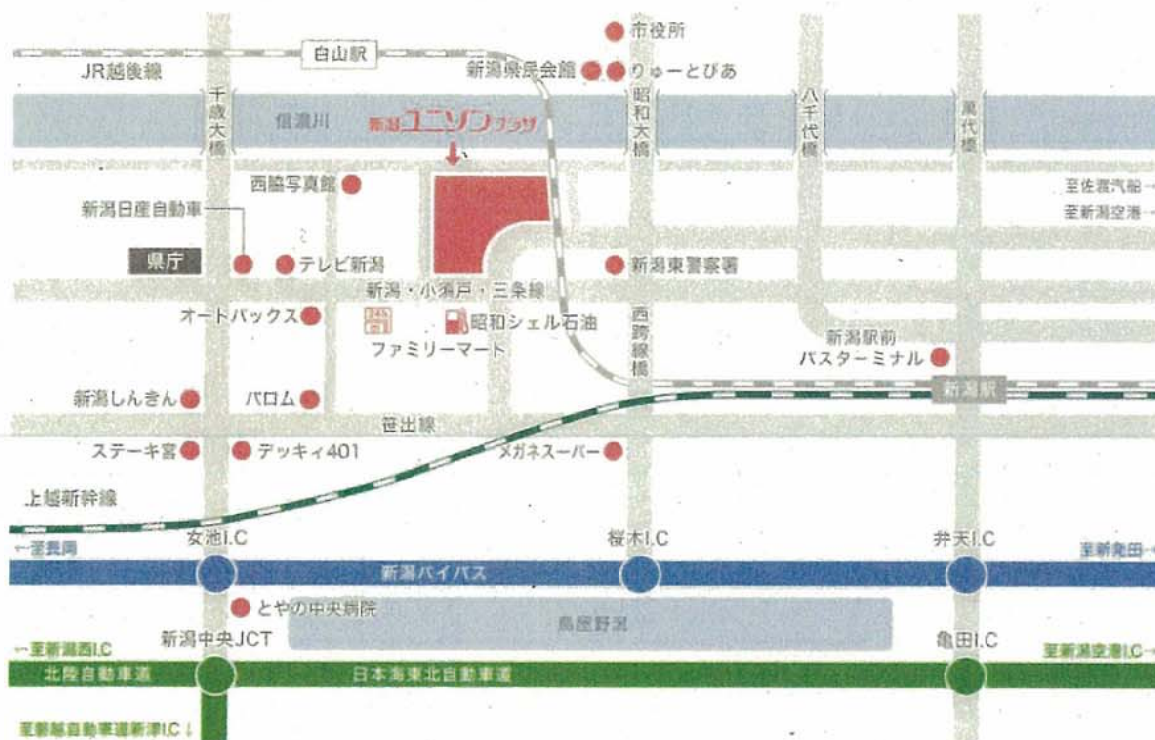 市役所
白山駅
JR越後線
新潟県民会館
りゅーとぴあ
千歳大橋
信濃川
新潟ユニゾンプラザ
昭和大橋
八千代橋
萬代橋
西脇写真館
至佐渡汽船→
新潟日産自動車
至新潟空港→
県庁
テレビ新潟
新潟東警察署
新潟・小須戸・三条線
オートバックス
昭和シェル石油
ファミリーマート
西跨線橋
新潟駅前
バスターミナル
新潟駅
新潟しんきん
パロム
笹出線
ステーキ宮
デッキィ401
メガネスーパー
上越新幹線
女池I.C
桜木I.C
弁天I.C
←至長岡
至新発田→
新潟バイパス
とやの中央病院
鳥屋野潟
新潟中央JCT
亀田I.C
←至新潟西I.C
至新潟空港I.C→
北陸自動車道
日本海東北自動車道
至磐越自動車道新津I.C↓